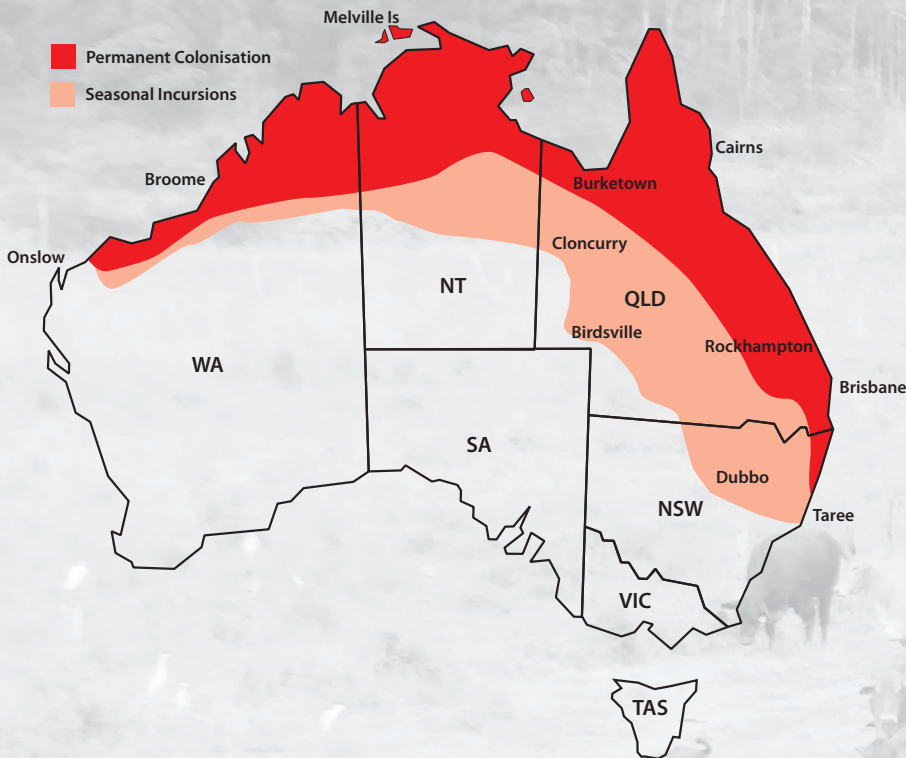 Melville Is
Permanent Colonisation
Seasonal Incursions
Cairns
Broome
Burketown
Onslow
Cloncurry
NT
QLD
Birdsville
Rockhampton
WA
Brisbane
SA
Dubbo
NSW
Taree
VIC
TAS